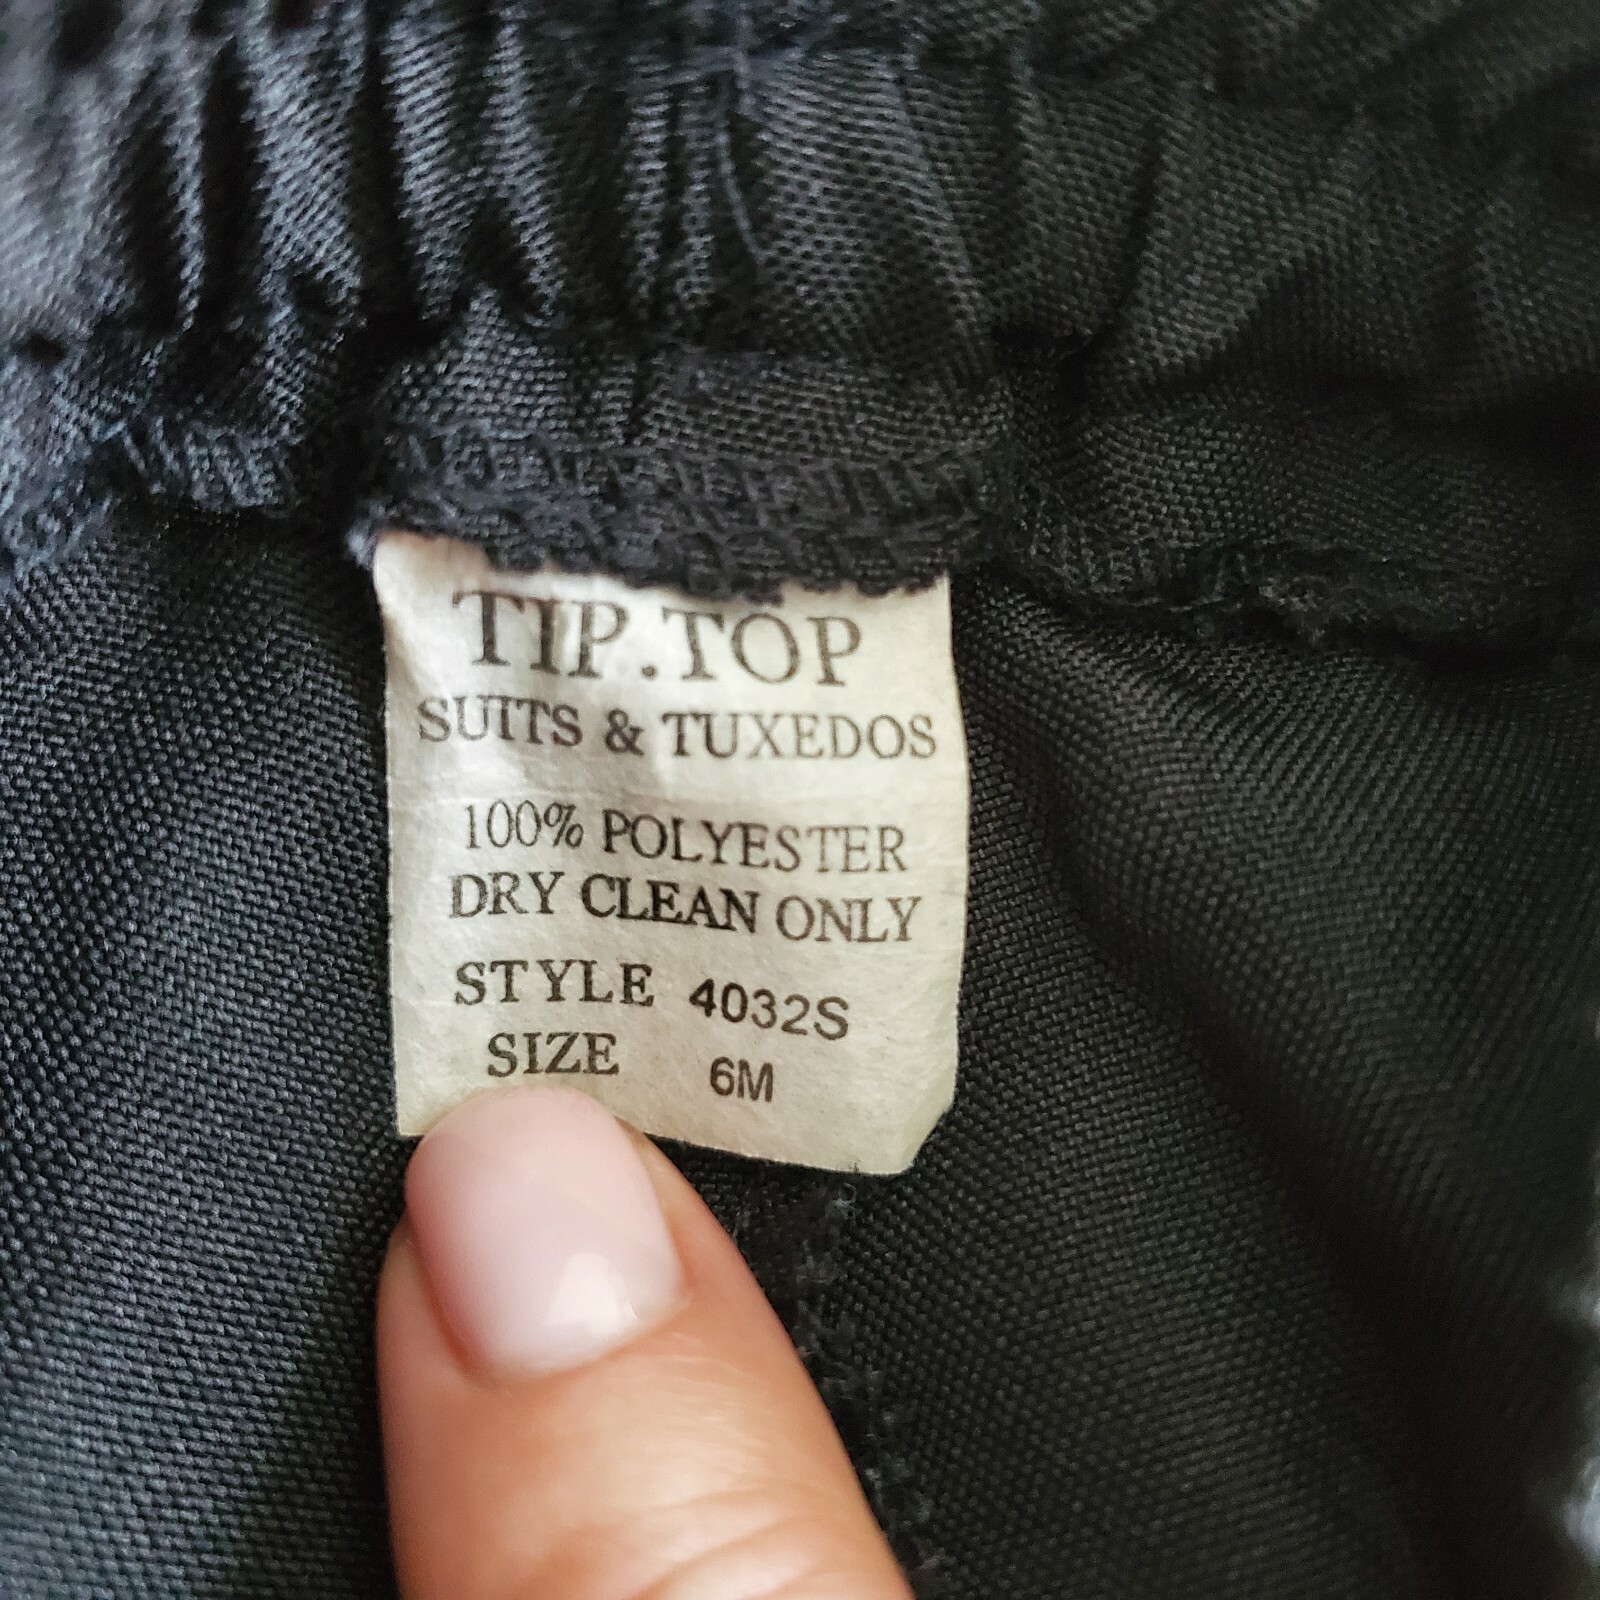 TIP.TOP
SUITS & TUXEDOS
100% POLYESTER
DRY CLEAN ONLY
STYLE 4032S
SIZE 6M